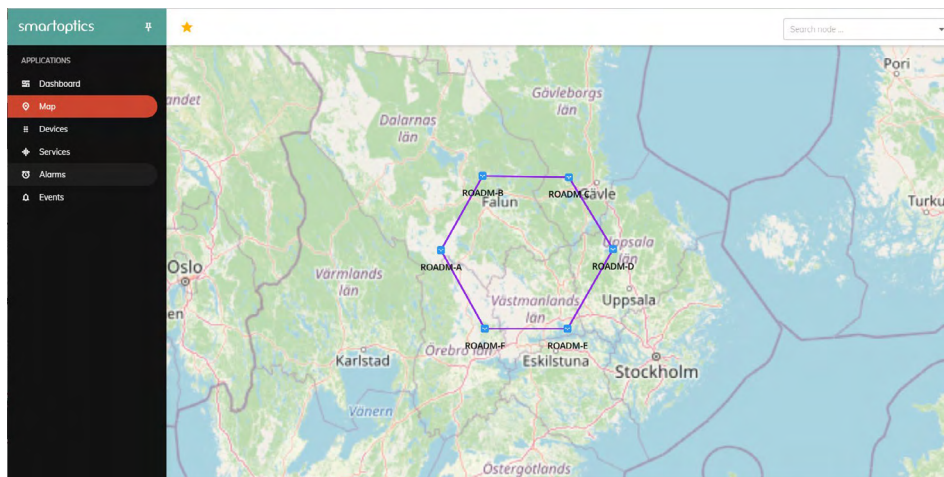 smartoptics
Search node ...
APPLICATIONS
Dashboard
Map
Devices
Services
Alarms
Events
Pori
Gävleborgs
län
andet
Dalarnas
län
ROADM-B
Falun
ROADM-C
Gävle
Turku
Oslo
ROADM-A
Uppsala
län
ROADM-D
Värmlands
län
en
Västmanlands
län
Uppsala
ROADM-F
ROADM-E
Örebro län
Karlstad
Eskilstuna
Stockholm
Vänern
Östergötlands